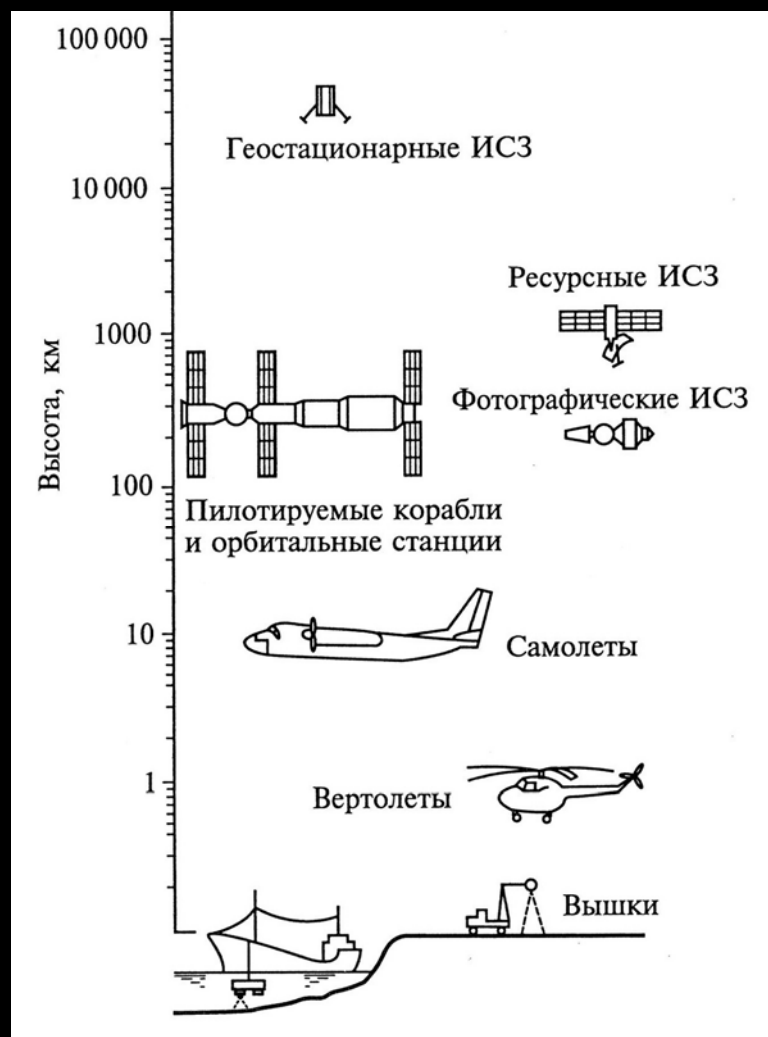 100 000
Геостационарные ИСЗ
10 000
Ресурсные ИСЗ
1000
Фотографические ИСЗ
Высота, км
100
Пилотируемые корабли
и орбитальные станции
10
Самолеты
1
Вертолеты
Вышки